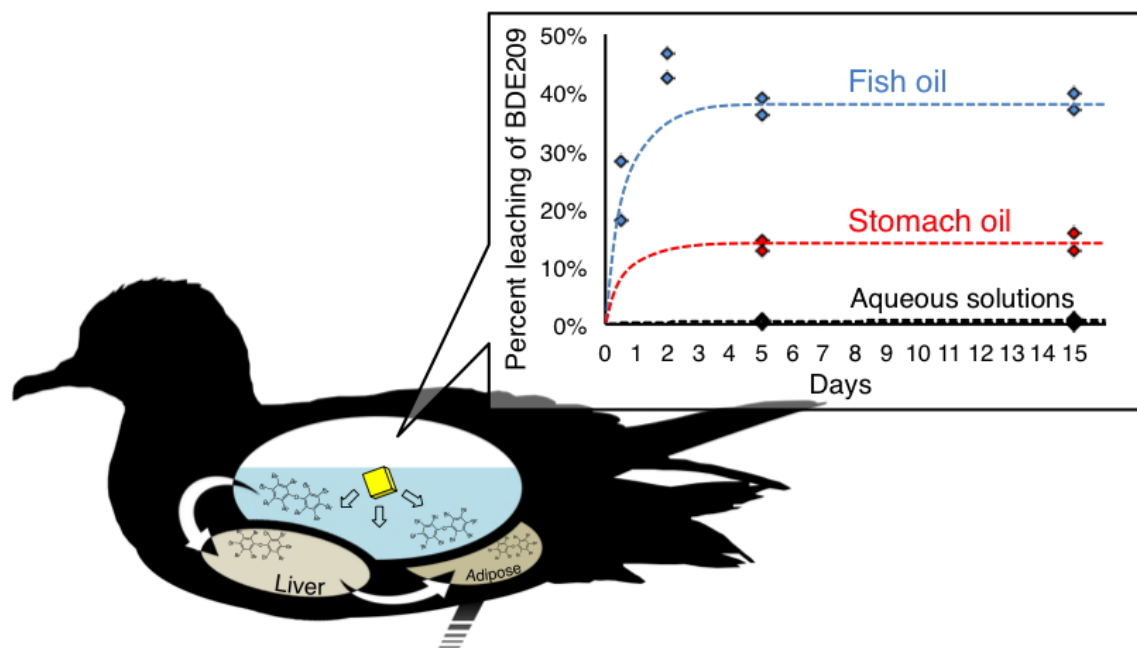 Percent leaching of BDE209
50%
40%
30%
20%
10%
0%
Fish oil
Stomach oil
Aqueous solutions
0 1 2 3 4 5 6 7 8 9 10 11 12 13 14 15
Days
Liver
Adipose